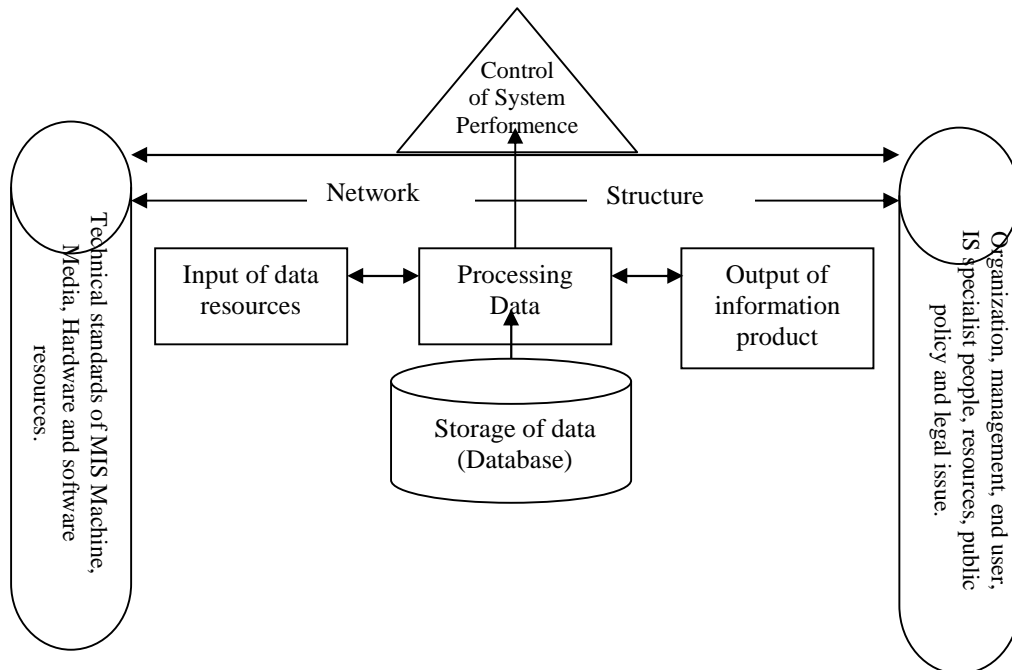 Control
of System
Performence
Network
Structure
Input of data
resources
Processing
Data
Output of
information
product
Storage of data
(Database)
Technical standards of MIS Machine,
Media, Hardware and software
resources.
Organization, management, end user,
IS specialist people, resources, public
policy and legal issue.